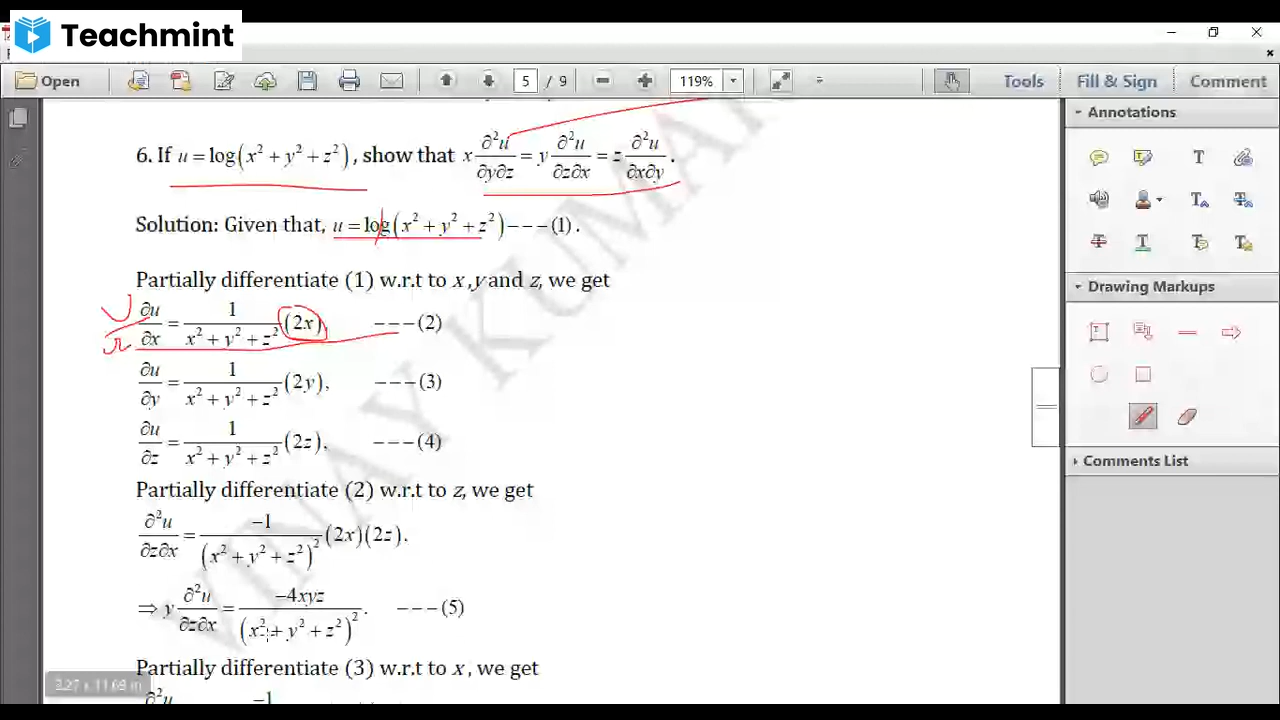 Teachmint
Open
5 / 9
119%
Tools
Fill & Sign
Comment
Annotations
6. If u = log(x² + y² + z²), show that x ∂²u/∂y∂z = y ∂²u/∂z∂x = z ∂²u/∂x∂y.
Solution: Given that, u = log(x² + y² + z²) – – – (1).
Partially differentiate (1) w.r.t to x ,y and z, we get
∂u/∂x = 1/(x² + y² + z²) (2x), – – – (2)
∂u/∂y = 1/(x² + y² + z²) (2y), – – – (3)
∂u/∂z = 1/(x² + y² + z²) (2z), – – – (4)
Partially differentiate (2) w.r.t to z, we get
∂²u/∂z∂x = –1/(x² + y² + z²)² (2x)(2z).
⇒ y ∂²u/∂z∂x = –4xyz/(x² + y² + z²)². – – – (5)
Partially differentiate (3) w.r.t to x, we get
∂²u –1
VINAY KUMAR
Drawing Markups
Comments List